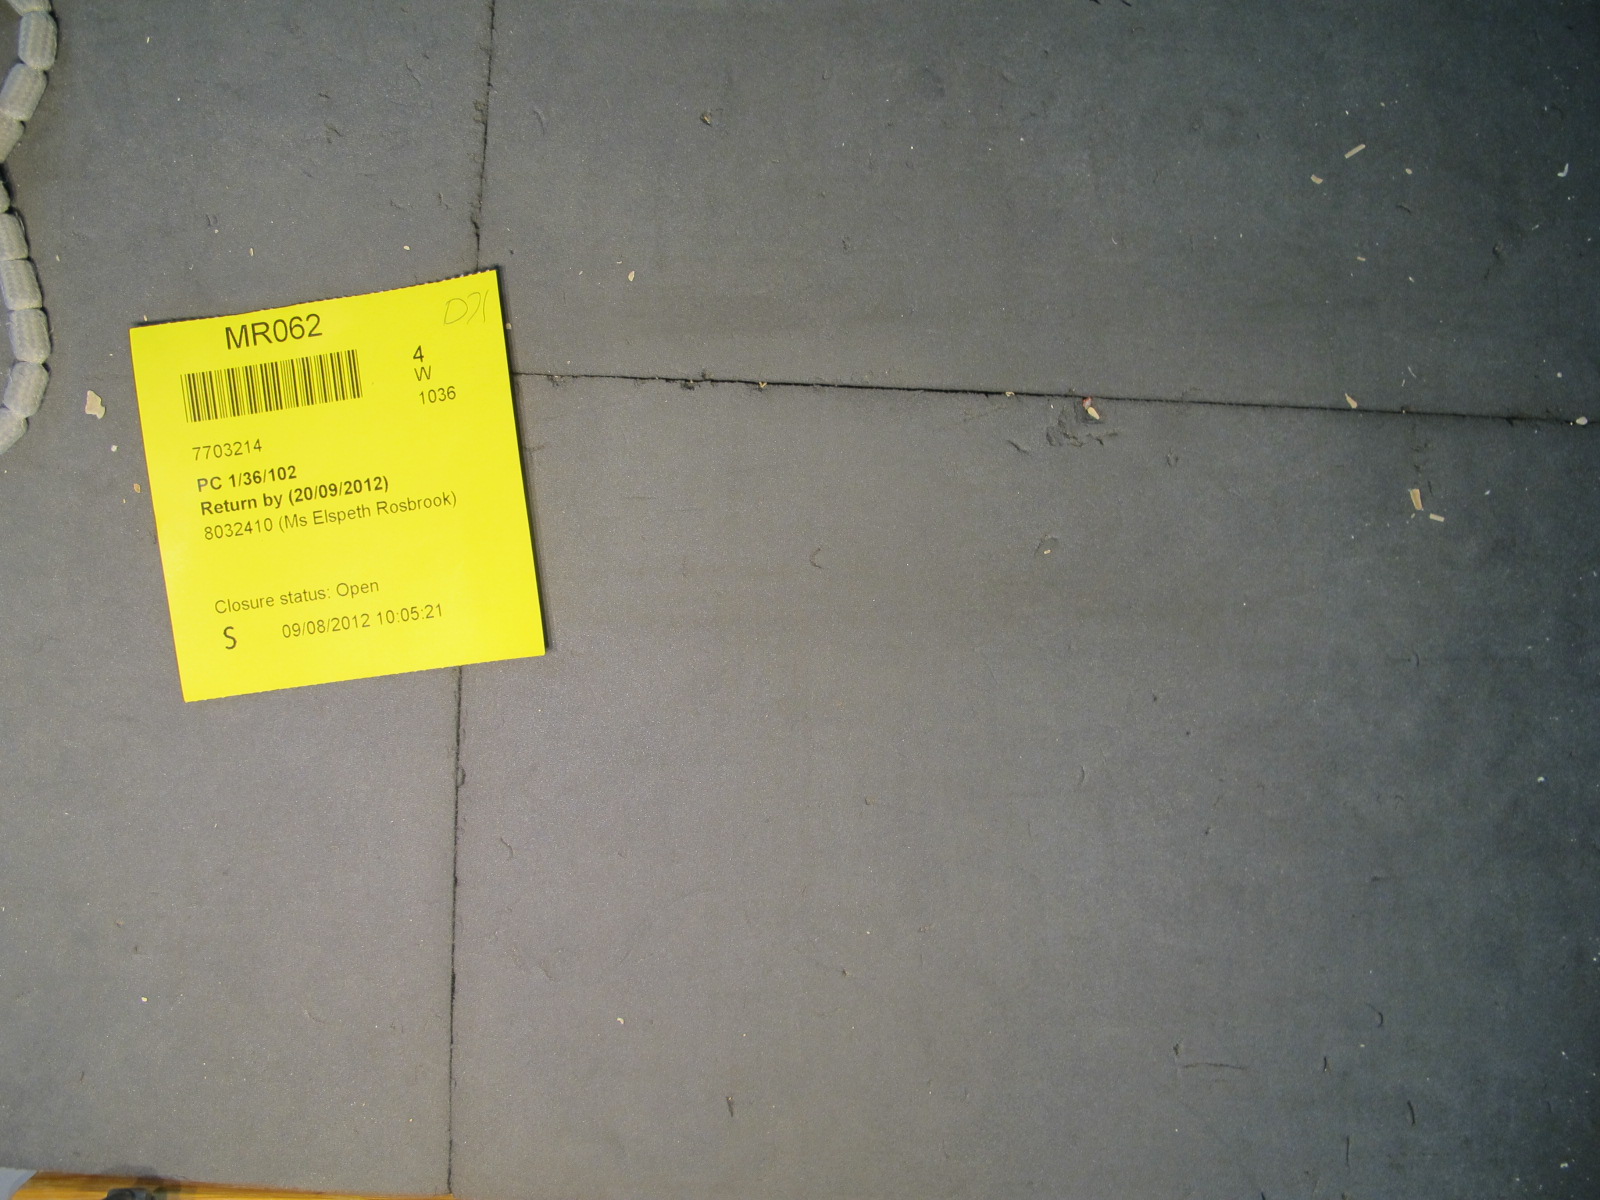 MR062
D71
4
W
1036
7703214
PC 1/36/102
Return by (20/09/2012)
8032410 (Ms Elspeth Rosbrook)
Closure status: Open
S 09/08/2012 10:05:21